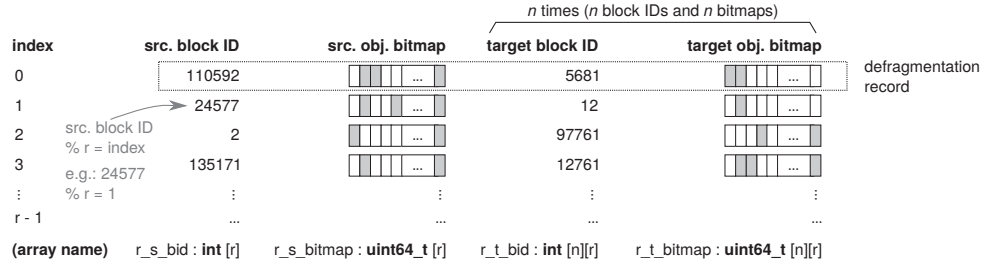 n times (n block IDs and n bitmaps)
index src. block ID src. obj. bitmap target block ID target obj. bitmap
0 110592 ... 5681 ... defragmentation
record
1 24577 ... 12 ...
src. block ID
% r = index
2 2 ... 97761 ...
3 135171 ... 12761 ...
e.g.: 24577
% r = 1
⋮ ⋮ ⋮ ⋮ ⋮
r - 1 ... ... ... ...
(array name) r_s_bid : int [r] r_s_bitmap : uint64_t [r] r_t_bid : int [n][r] r_t_bitmap : uint64_t [n][r]